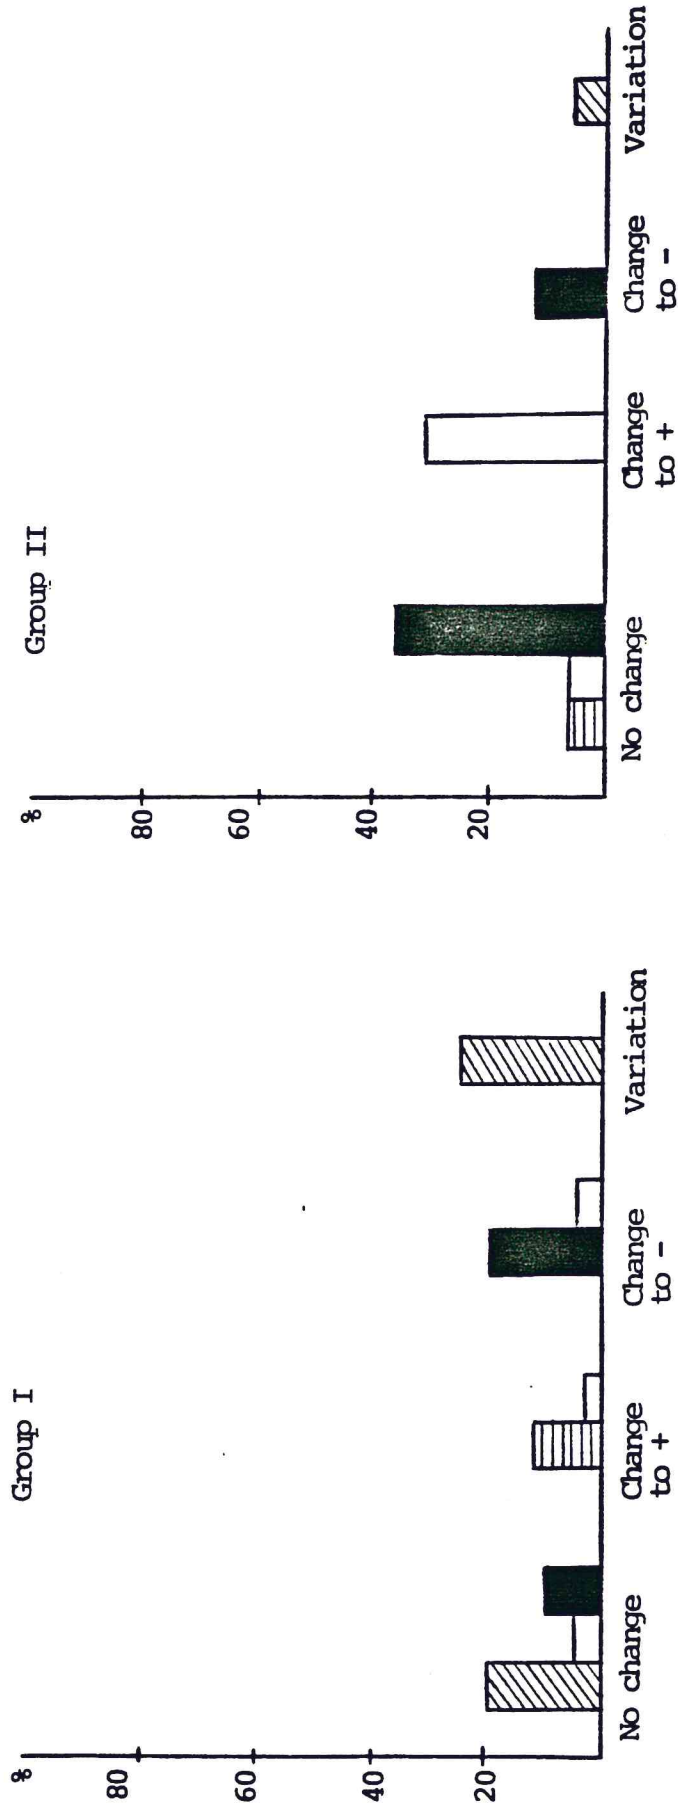 Group I
%
80
60
40
20
No change
Change
to +
Change
to -
Variation
Group II
%
80
60
40
20
No change
Change
to +
Change
to -
Variation